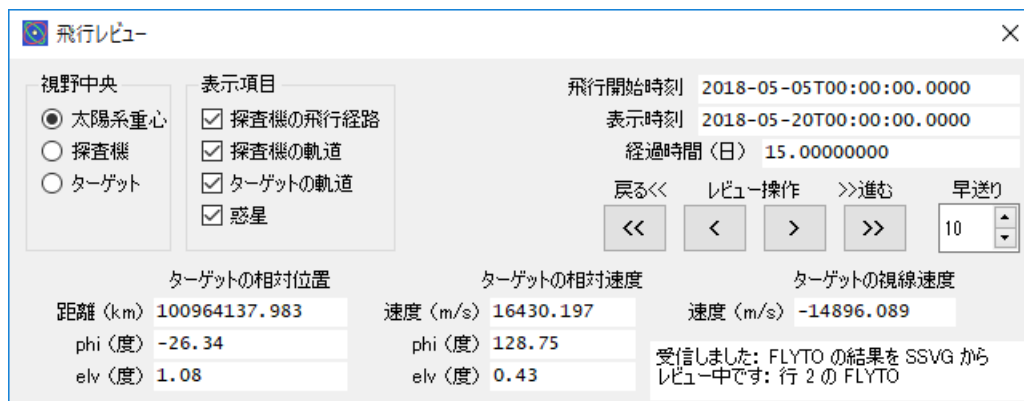 飛行レビュー
視野中央
太陽系重心
探査機
ターゲット
表示項目
探査機の飛行経路
探査機の軌道
ターゲットの軌道
惑星
飛行開始時刻 2018-05-05T00:00:00.0000
表示時刻 2018-05-20T00:00:00.0000
経過時間（日） 15.00000000
戻る<< レビュー操作 >>進む 早送り
<< < > >> 10
ターゲットの相対位置
距離（km） 100964137.983
phi（度） -26.34
elv（度） 1.08
ターゲットの相対速度
速度（m/s） 16430.197
phi（度） 128.75
elv（度） 0.43
ターゲットの視線速度
速度（m/s） -14896.089
受信しました: FLYTO の結果を SSVG から
レビュー中です: 行 2 の FLYTO